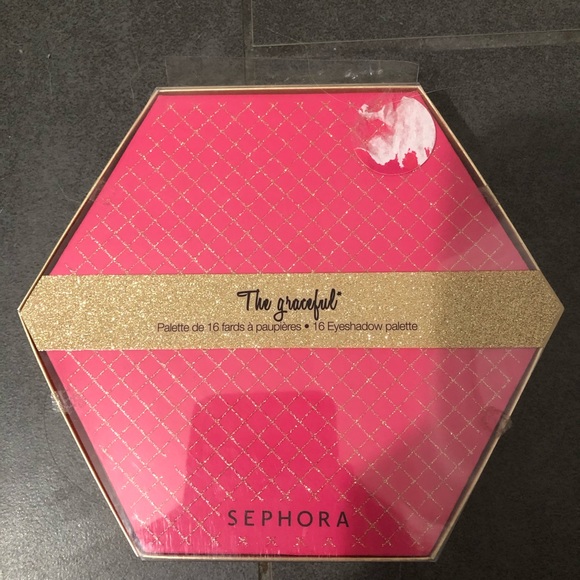 The graceful*
Palette de 16 fards à paupières • 16 Eyeshadow palette
SEPHORA